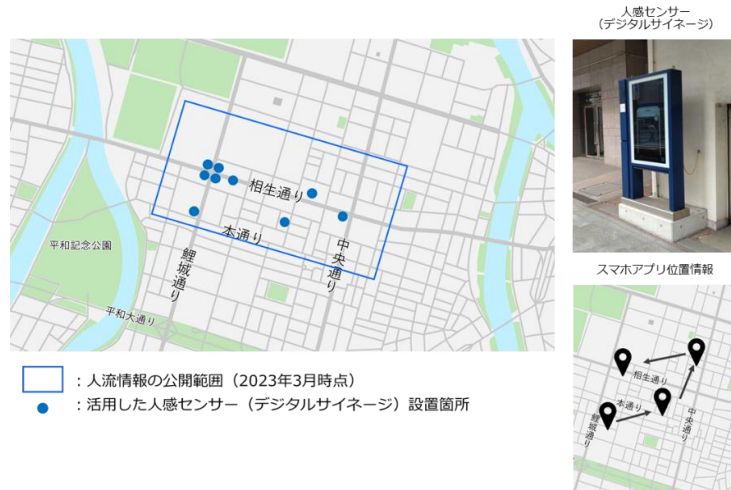 人感センサー
（デジタルサイネージ）
相生通り
本通り
中央通り
鯉城通り
平和記念公園
平和大通り
：人流情報の公開範囲（2023年3月時点）
：活用した人感センサー（デジタルサイネージ）設置箇所
スマホアプリ位置情報
相生通り
本通り
中央通り
鯉城通り